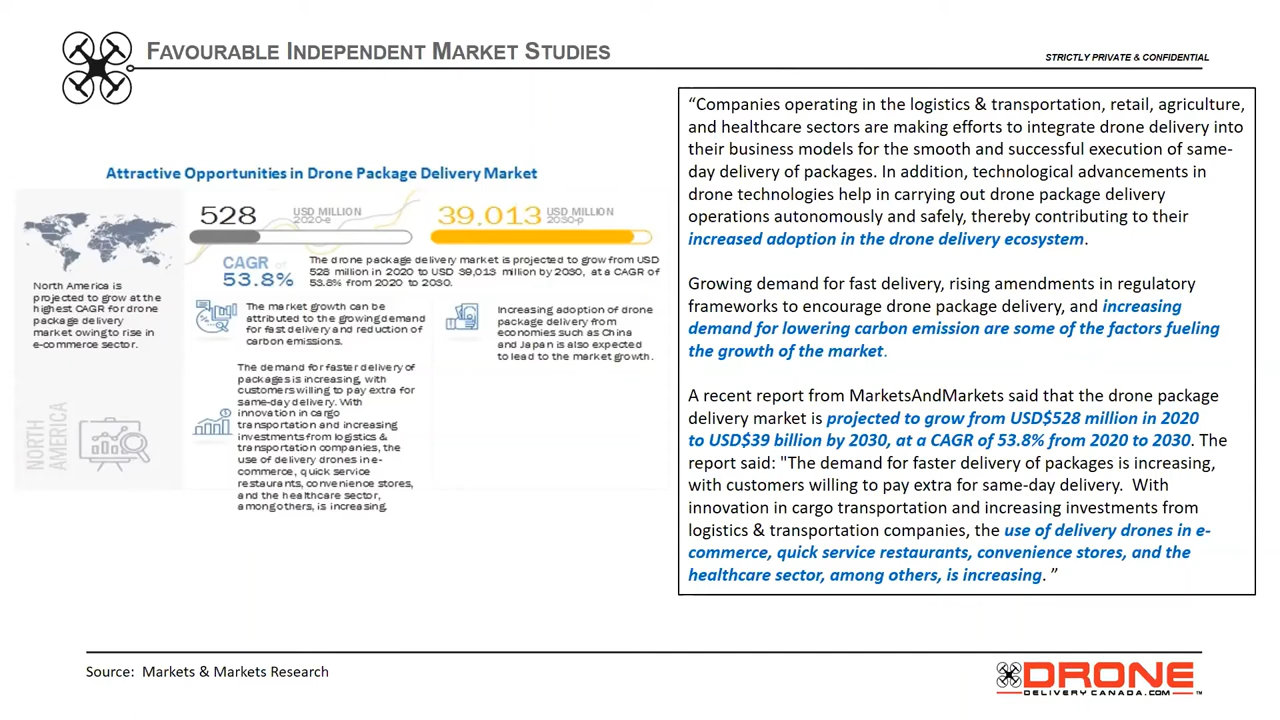 FAVOURABLE INDEPENDENT MARKET STUDIES
STRICTLY PRIVATE & CONFIDENTIAL
Attractive Opportunities in Drone Package Delivery Market
528 USD MILLION
2020-e
39,013 USD MILLION
2030-p
CAGR of
53.8%
The drone package delivery market is projected to grow from USD
528 million in 2020 to USD 39,013 million by 2030, at a CAGR of
53.8% from 2020 to 2030.
North America is
projected to grow at the
highest CAGR for drone
package delivery
market owing to rise in
e-commerce sector.
NORTH
AMERICA
The market growth can be
attributed to the growing demand
for fast delivery and reduction of
carbon emissions.
Increasing adoption of drone
package delivery from
economies such as China
and Japan is also expected
to lead to the market growth.
The demand for faster delivery of
packages is increasing, with
customers willing to pay extra for
same-day delivery. With
innovation in cargo
transportation and increasing
investments from logistics &
transportation companies, the
use of delivery drones in e-
commerce, quick service
restaurants, convenience stores,
and the healthcare sector,
among others, is increasing.
“Companies operating in the logistics & transportation, retail, agriculture,
and healthcare sectors are making efforts to integrate drone delivery into
their business models for the smooth and successful execution of same-
day delivery of packages. In addition, technological advancements in
drone technologies help in carrying out drone package delivery
operations autonomously and safely, thereby contributing to their
increased adoption in the drone delivery ecosystem.
Growing demand for fast delivery, rising amendments in regulatory
frameworks to encourage drone package delivery, and increasing
demand for lowering carbon emission are some of the factors fueling
the growth of the market.
A recent report from MarketsAndMarkets said that the drone package
delivery market is projected to grow from USD$528 million in 2020
to USD$39 billion by 2030, at a CAGR of 53.8% from 2020 to 2030. The
report said: "The demand for faster delivery of packages is increasing,
with customers willing to pay extra for same-day delivery. With
innovation in cargo transportation and increasing investments from
logistics & transportation companies, the use of delivery drones in e-
commerce, quick service restaurants, convenience stores, and the
healthcare sector, among others, is increasing. ”
Source: Markets & Markets Research
DRONE
DELIVERY CANADA.COM ™